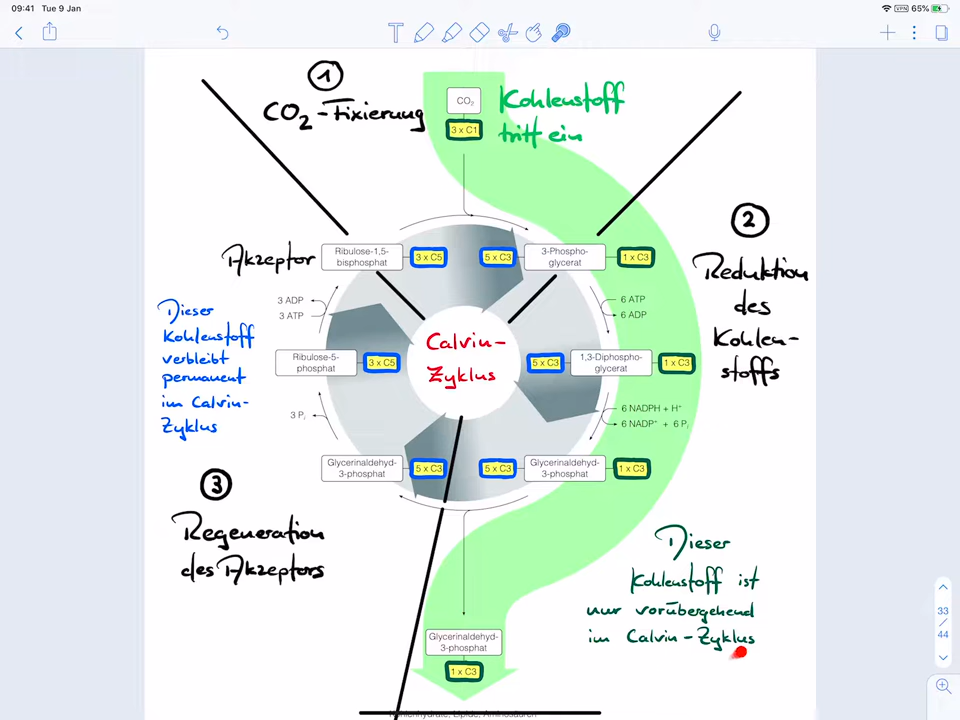 09:41 Tue 9 Jan
VPN 65%
1
CO₂-Fixierung
CO₂
3 x C1
Kohlenstoff
tritt ein
2
Reduktion
des
Kohlen-
stoffs
Akzeptor
Ribulose-1,5-
bisphosphat
3 x C5
5 x C3
3-Phospho-
glycerat
1 x C3
3 ADP
3 ATP
6 ATP
6 ADP
Dieser
Kohlenstoff
verbleibt
permanent
im Calvin-
Zyklus
Calvin-
Zyklus
Ribulose-5-
phosphat
3 x C5
5 x C3
1,3-Diphospho-
glycerat
1 x C3
3 Pi
6 NADPH + H⁺
6 NADP⁺ + 6 Pi
Glycerinaldehyd-
3-phosphat
5 x C3
5 x C3
Glycerinaldehyd-
3-phosphat
1 x C3
3
Regeneration
des Akzeptors
Dieser
Kohlenstoff ist
nur vorübergehend
im Calvin-Zyklus
33
/
44
Glycerinaldehyd-
3-phosphat
1 x C3
Kohlenhydrate, Lipide, Aminosäuren